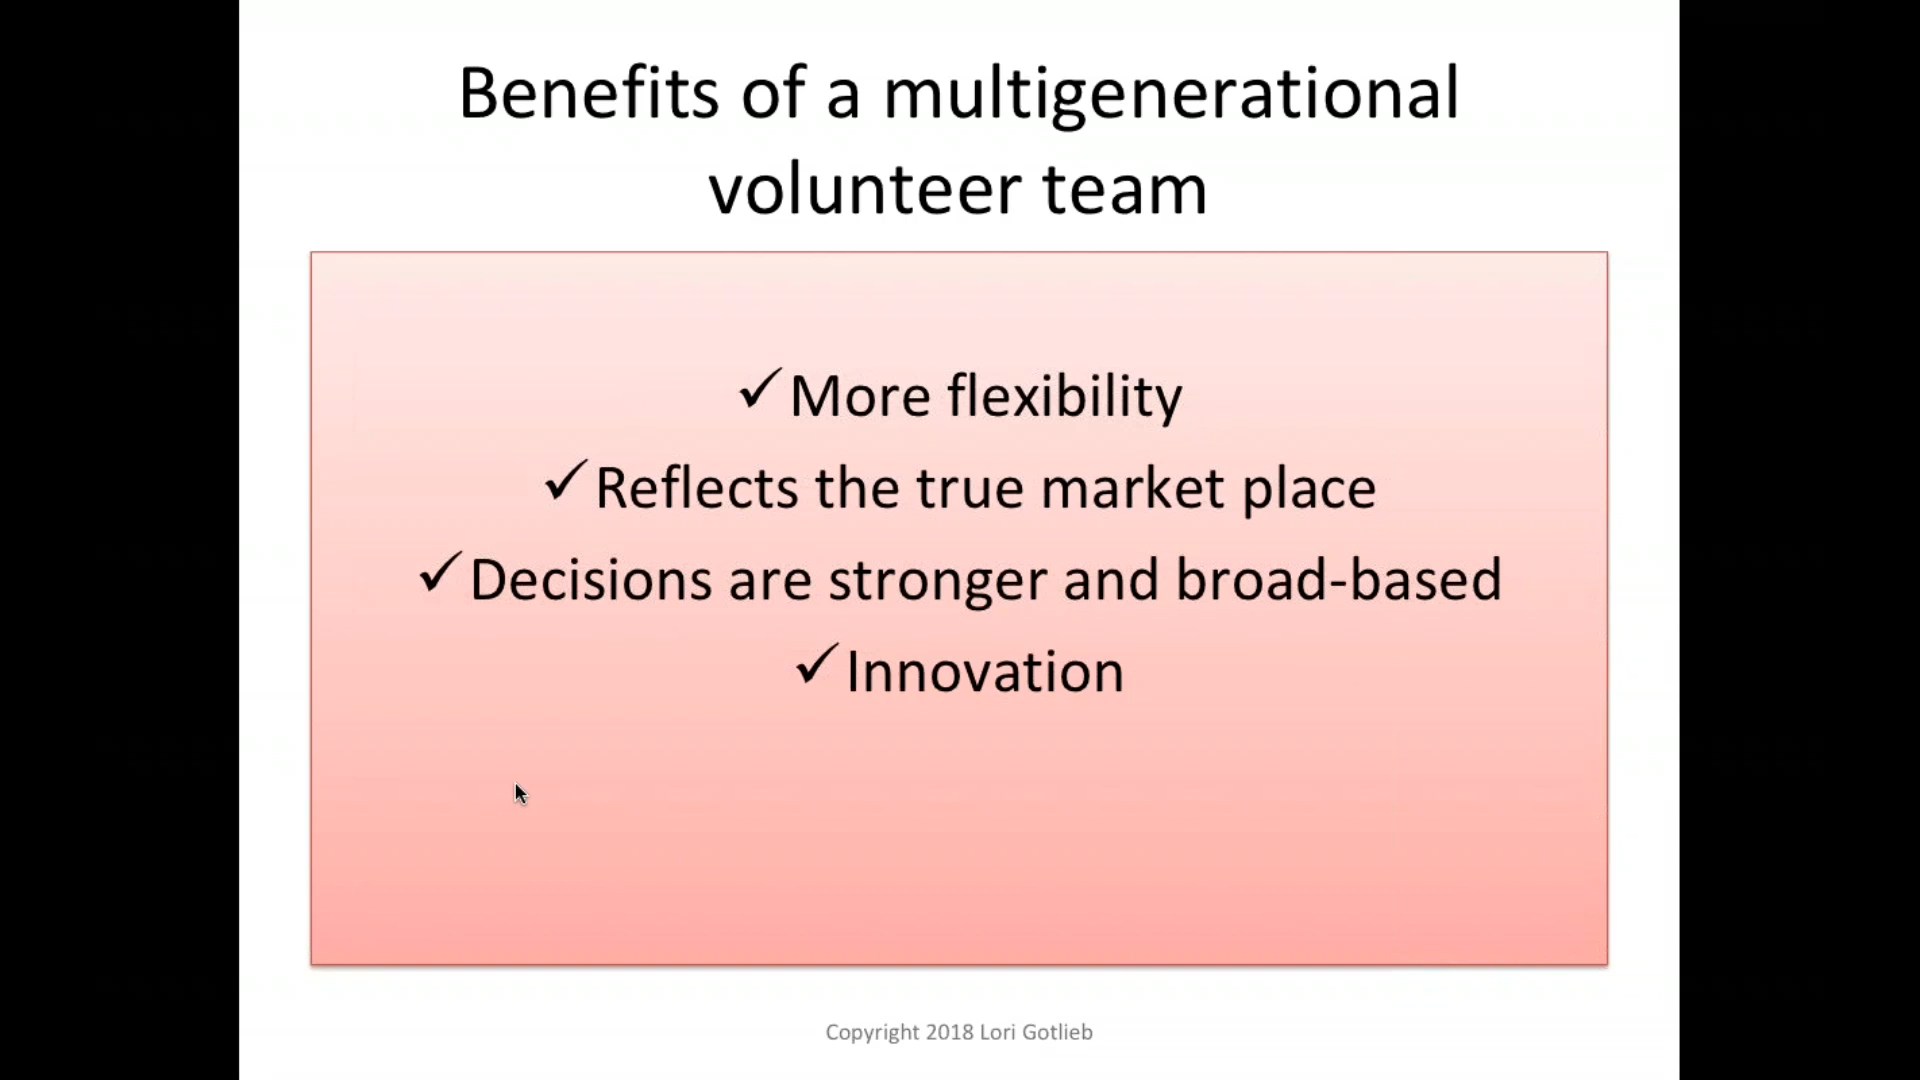 Benefits of a multigenerational
volunteer team
✓More flexibility
✓Reflects the true market place
✓Decisions are stronger and broad-based
✓Innovation
Copyright 2018 Lori Gotlieb